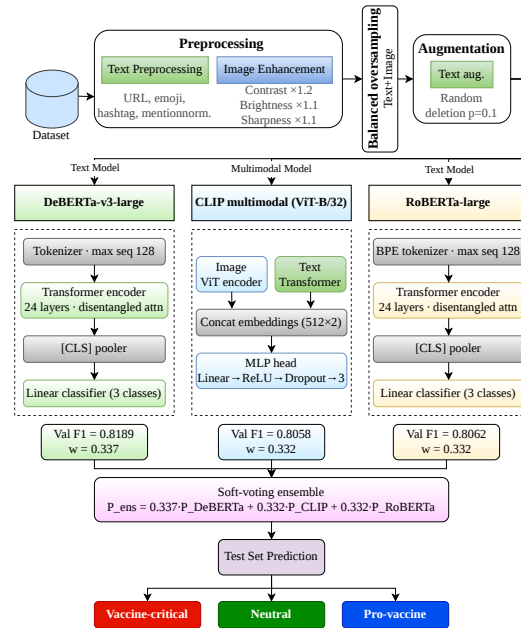 Preprocessing
Text Preprocessing
Image Enhancement
URL, emoji,
hashtag, mentionnorm.
Contrast ×1.2
Brightness ×1.1
Sharpness ×1.1
Dataset
Balanced oversampling
Text+Image
Augmentation
Text aug.
Random
deletion p=0.1
Text Model
Multimodal Model
Text Model
DeBERTa-v3-large
CLIP multimodal (ViT-B/32)
RoBERTa-large
Tokenizer · max seq 128
Transformer encoder
24 layers · disentangled attn
[CLS] pooler
Linear classifier (3 classes)
Image
ViT encoder
Text
Transformer
Concat embeddings (512×2)
MLP head
Linear→ReLU→Dropout→3
BPE tokenizer · max seq 128
Transformer encoder
24 layers · disentangled attn
[CLS] pooler
Linear classifier (3 classes)
Val F1 = 0.8189
w = 0.337
Val F1 = 0.8058
w = 0.332
Val F1 = 0.8062
w = 0.332
Soft-voting ensemble
P_ens = 0.337·P_DeBERTa + 0.332·P_CLIP + 0.332·P_RoBERTa
Test Set Prediction
Vaccine-critical
Neutral
Pro-vaccine